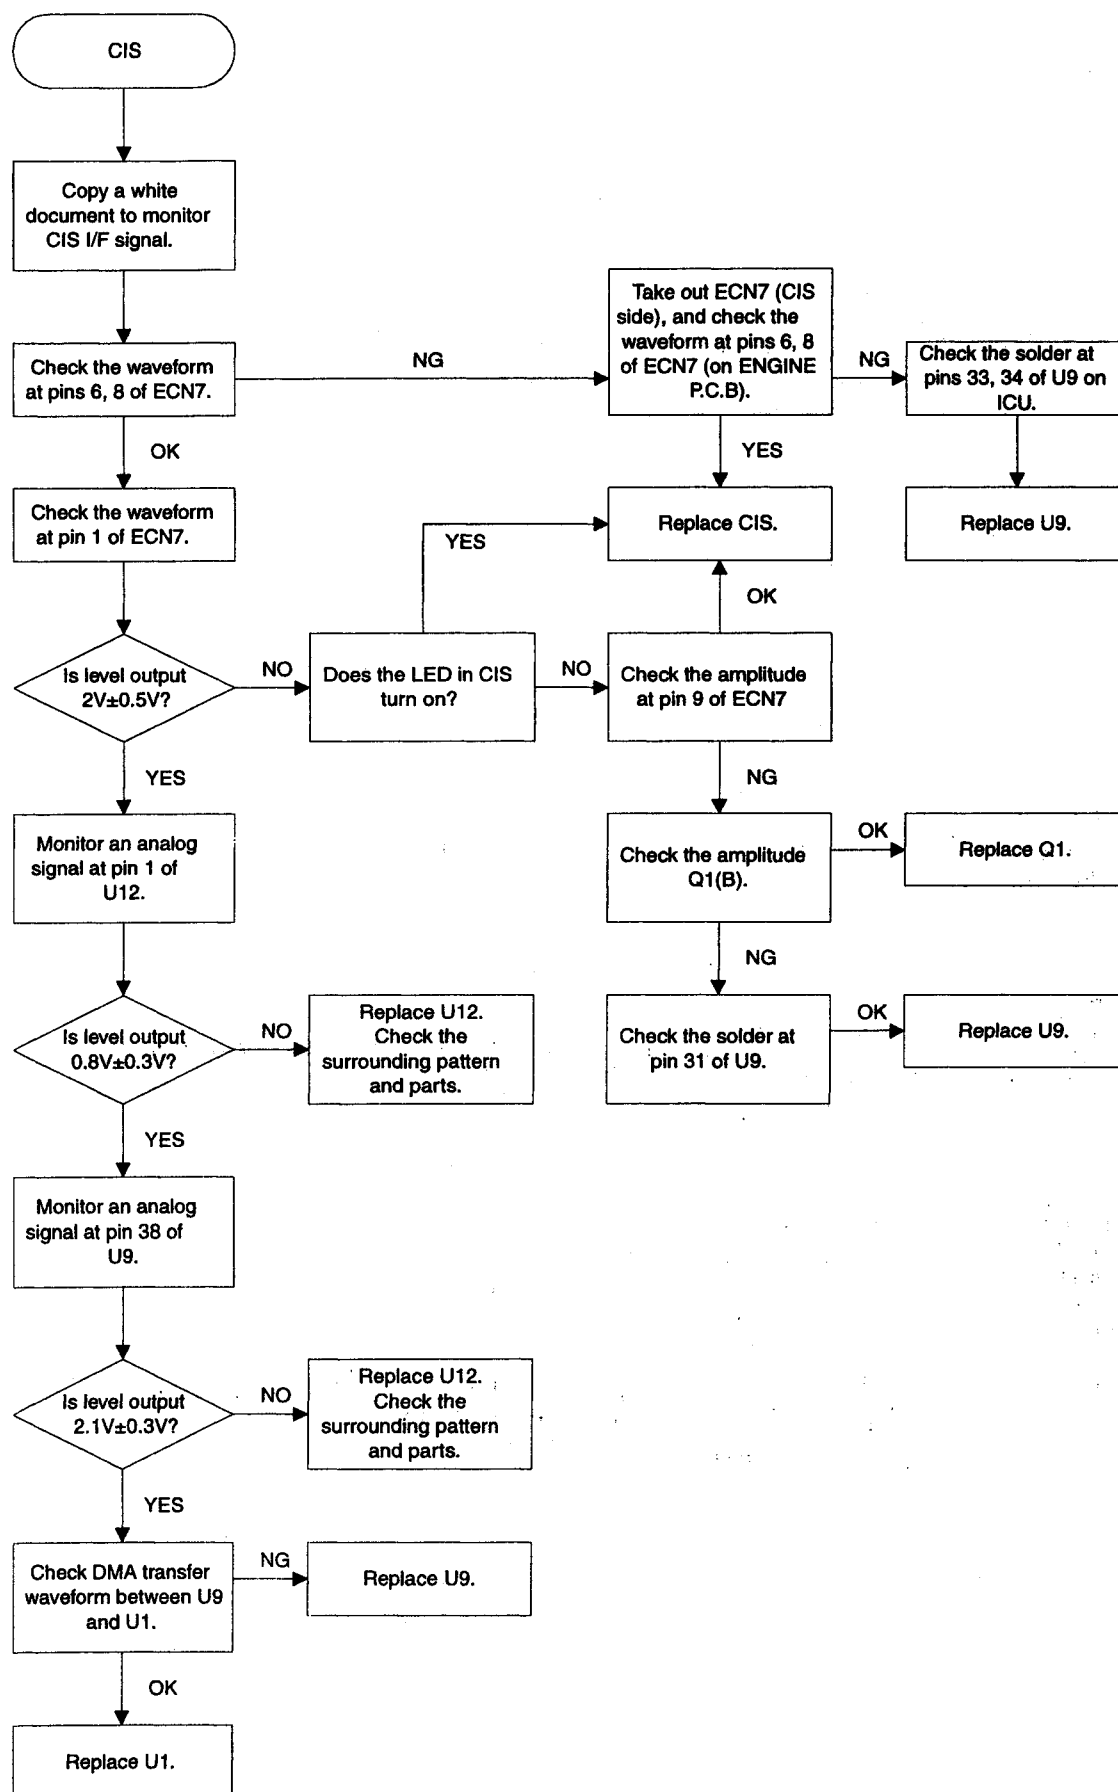 CIS
Copy a white
document to monitor
CIS I/F signal.
Check the waveform
at pins 6, 8 of ECN7.
NG
Take out ECN7 (CIS
side), and check the
waveform at pins 6, 8
of ECN7 (on ENGINE
P.C.B).
NG
Check the solder at
pins 33, 34 of U9 on
ICU.
OK
YES
Check the waveform
at pin 1 of ECN7.
YES
Replace CIS.
Replace U9.
OK
Is level output
2V±0.5V?
NO
Does the LED in CIS
turn on?
NO
Check the amplitude
at pin 9 of ECN7
YES
NG
Monitor an analog
signal at pin 1 of
U12.
Check the amplitude
Q1(B).
OK
Replace Q1.
NG
Is level output
0.8V±0.3V?
NO
Replace U12.
Check the
surrounding pattern
and parts.
Check the solder at
pin 31 of U9.
OK
Replace U9.
YES
Monitor an analog
signal at pin 38 of
U9.
Is level output
2.1V±0.3V?
NO
Replace U12.
Check the
surrounding pattern
and parts.
YES
Check DMA transfer
waveform between U9
and U1.
NG
Replace U9.
OK
Replace U1.